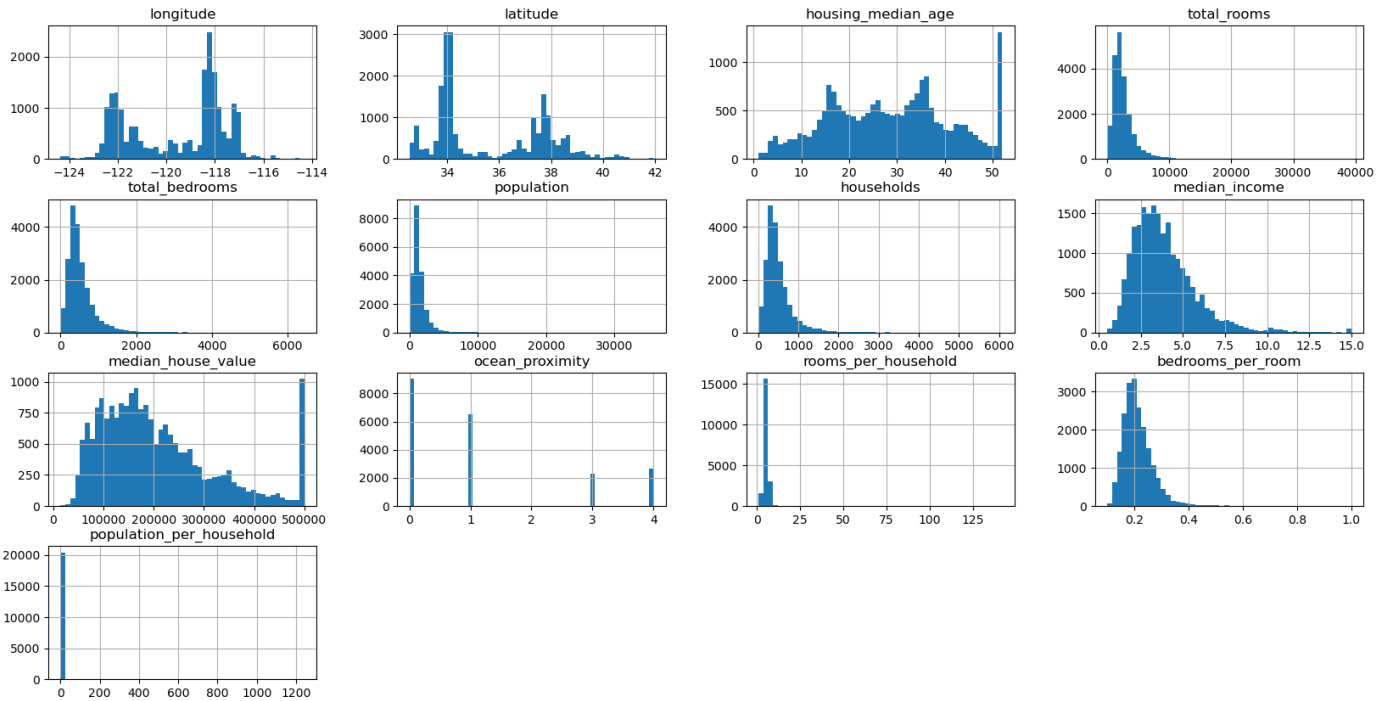 longitude
latitude
housing_median_age
total_rooms
2000
1000
0
−124 −122 −120 −118 −116 −114
3000
2000
1000
0
34 36 38 40 42
1000
500
0
0 10 20 30 40 50
4000
2000
0
0 10000 20000 30000 40000
total_bedrooms
population
households
median_income
4000
2000
0
0 2000 4000 6000
8000
6000
4000
2000
0
0 10000 20000 30000
4000
2000
0
0 1000 2000 3000 4000 5000 6000
1500
1000
500
0
0.0 2.5 5.0 7.5 10.0 12.5 15.0
median_house_value
ocean_proximity
rooms_per_household
bedrooms_per_room
1000
750
500
250
0
0 100000 200000 300000 400000 500000
8000
6000
4000
2000
0
0 1 2 3 4
15000
10000
5000
0
0 25 50 75 100 125
3000
2000
1000
0
0.2 0.4 0.6 0.8 1.0
population_per_household
20000
15000
10000
5000
0
0 200 400 600 800 1000 1200